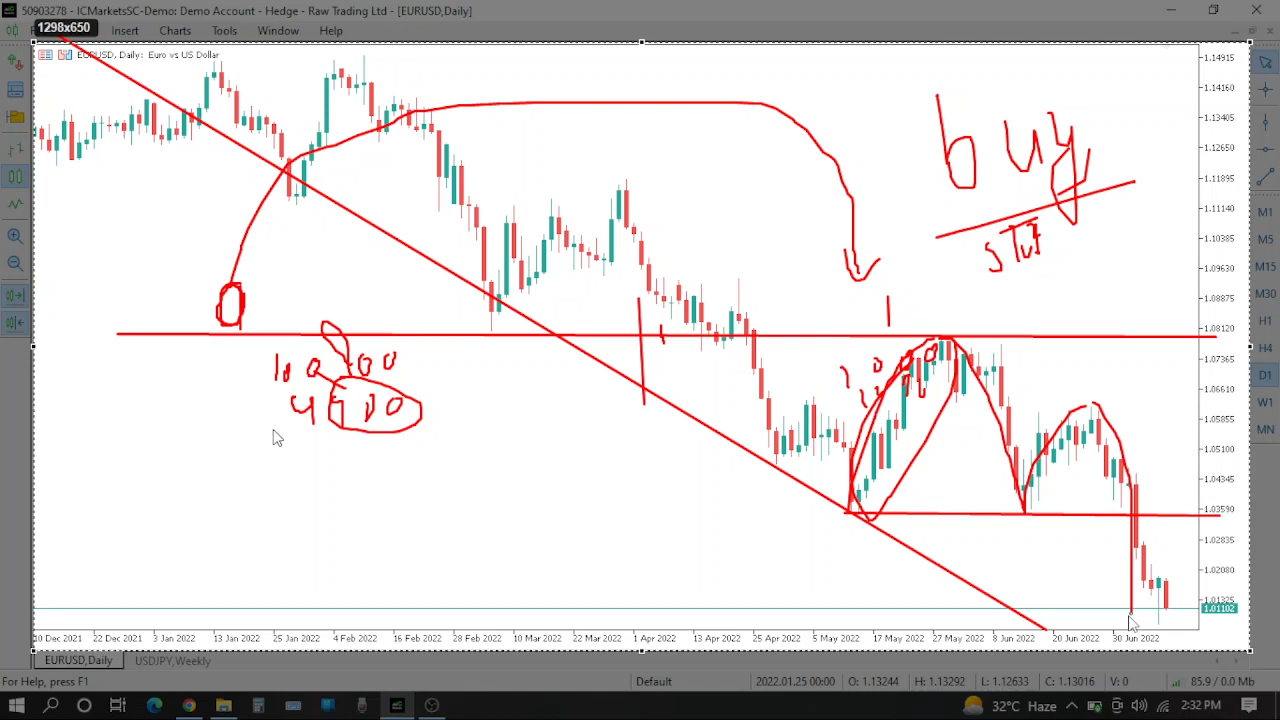 50903278 - ICMarketsSC-Demo: Demo Account - Hedge - Raw Trading Ltd - [EURUSD,Daily]
1298x650
Insert Charts Tools Window Help
EURUSD, Daily: Euro vs US Dollar
1.14915
1.14160
1.13405
1.12650
1.11895
1.11140
1.10385
1.09630
1.08875
1.08120
1.07365
1.06610
1.05855
1.05100
1.04345
1.03590
1.02835
1.02080
1.01325
1.01102
buy
M1
M5
M15
M30
H1
H4
D1
W1
MN
10 Dec 2021 22 Dec 2021 3 Jan 2022 13 Jan 2022 25 Jan 2022 4 Feb 2022 16 Feb 2022 28 Feb 2022 10 Mar 2022 22 Mar 2022 1 Apr 2022 13 Apr 2022 25 Apr 2022 5 May 2022 17 May 2022 27 May 2022 8 Jun 2022 20 Jun 2022 30 Jun 2022
EURUSD,Daily USDJPY,Weekly
For Help, press F1 Default 2022.01.25 00:00 O: 1.13244 H: 1.13292 L: 1.12633 C: 1.13016 V: 0 85.9 / 0.0 Mb
32°C Haze 2:32 PM